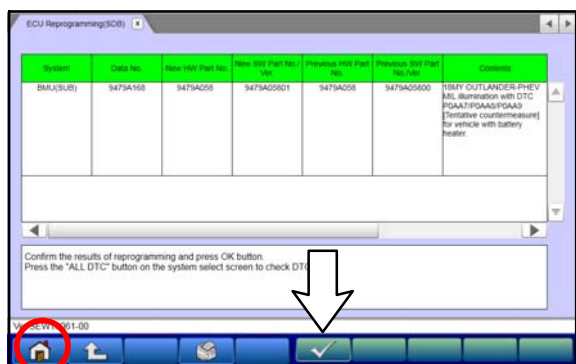 ECU Reprogramming(SDB)
System
Data No.
New HW Part No.
New SW Part No./
Ver.
Previous HW Part
No.
Previous SW Part
No./Ver.
Contents
BMU(SUB)
9479A168
9479A058
9479A05801
9479A058
9479A05800
18MY OUTLANDER-PHEV
MIL illumination with DTC
P0AA7/P0AA8/P0AA9
[Tentative countermeasure]
for vehicle with battery
heater.
Confirm the results of reprogramming and press OK button.
Press the "ALL DTC" button on the system select screen to check